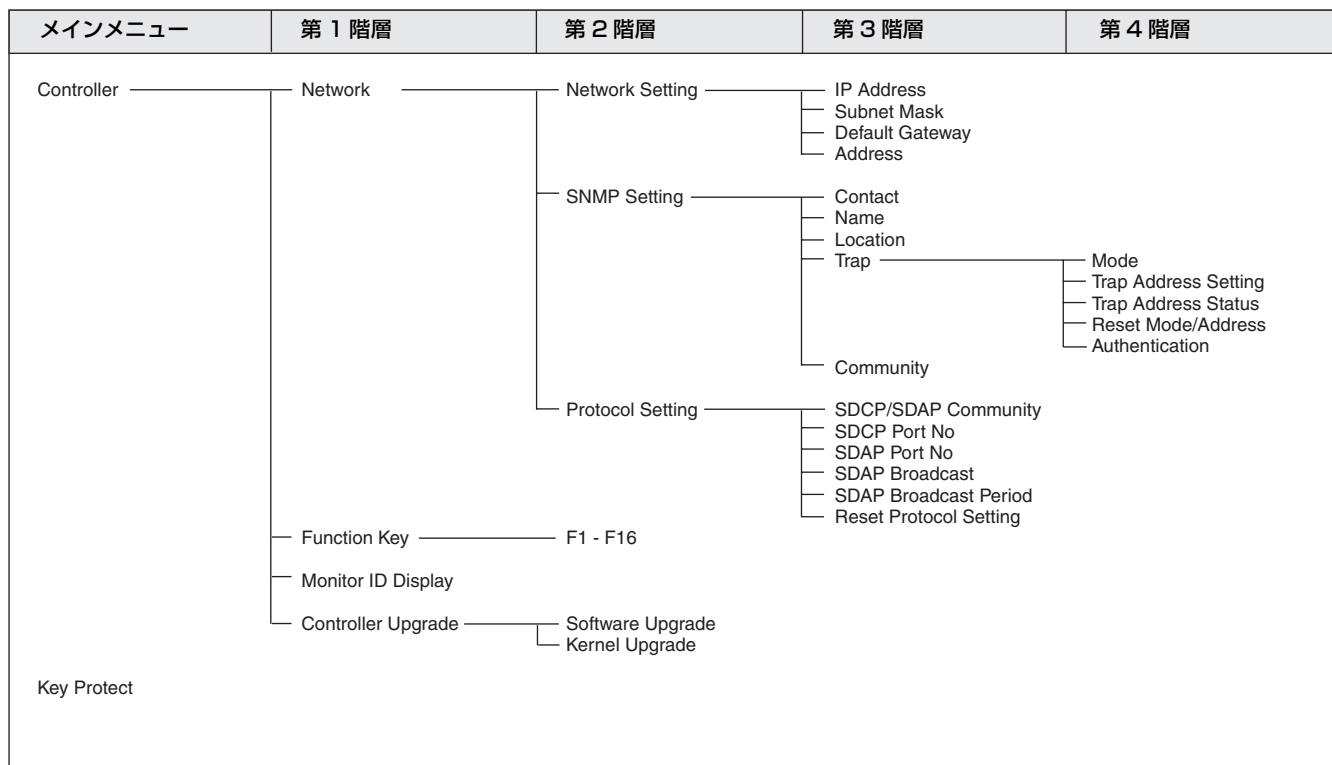 メインメニュー 第 1 階層 第 2 階層 第 3 階層 第 4 階層
Controller Network Network Setting IP Address
Subnet Mask
Default Gateway
Address
SNMP Setting Contact
Name
Location
Trap Mode
Trap Address Setting
Trap Address Status
Reset Mode/Address
Authentication
Community
Protocol Setting SDCP/SDAP Community
SDCP Port No
SDAP Port No
SDAP Broadcast
SDAP Broadcast Period
Reset Protocol Setting
Function Key F1 - F16
Monitor ID Display
Controller Upgrade Software Upgrade
Kernel Upgrade
Key Protect